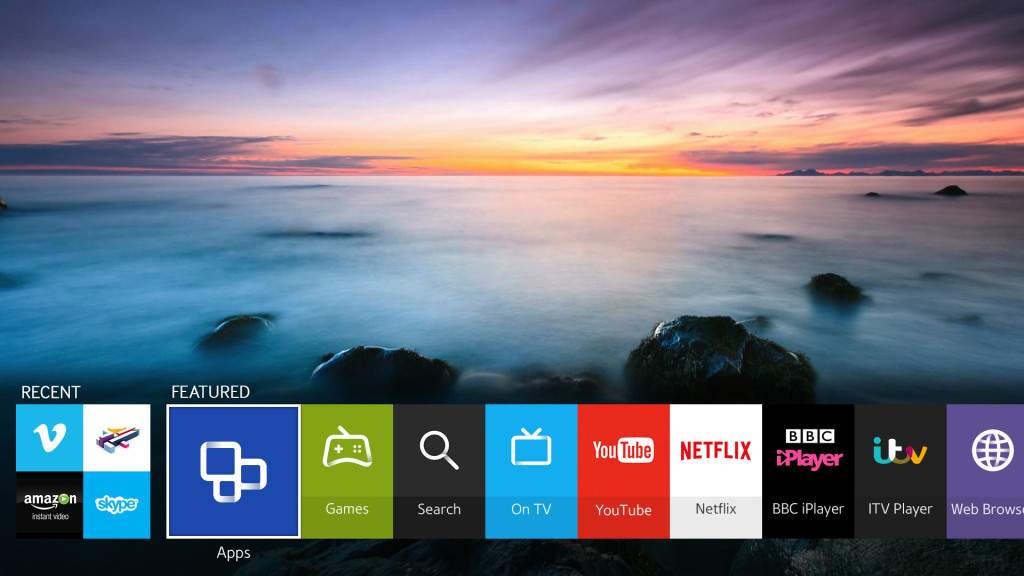 RECENT
FEATURED
amazon
instant video
skype
Apps
Games
Search
On TV
YouTube
YouTube
NETFLIX
Netflix
BBC
iPlayer
BBC iPlayer
itv
ITV Player
Web Browse